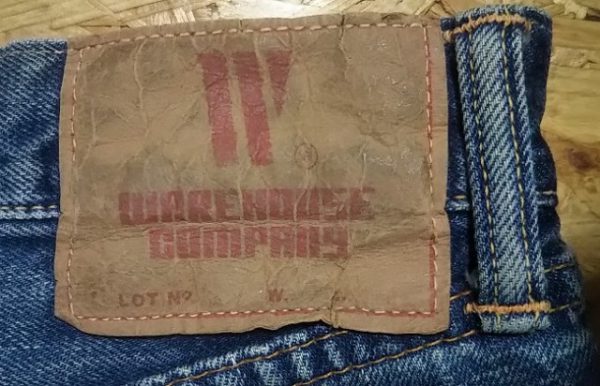 W
WAREHOUSE
COMPANY
LOT Nº W.